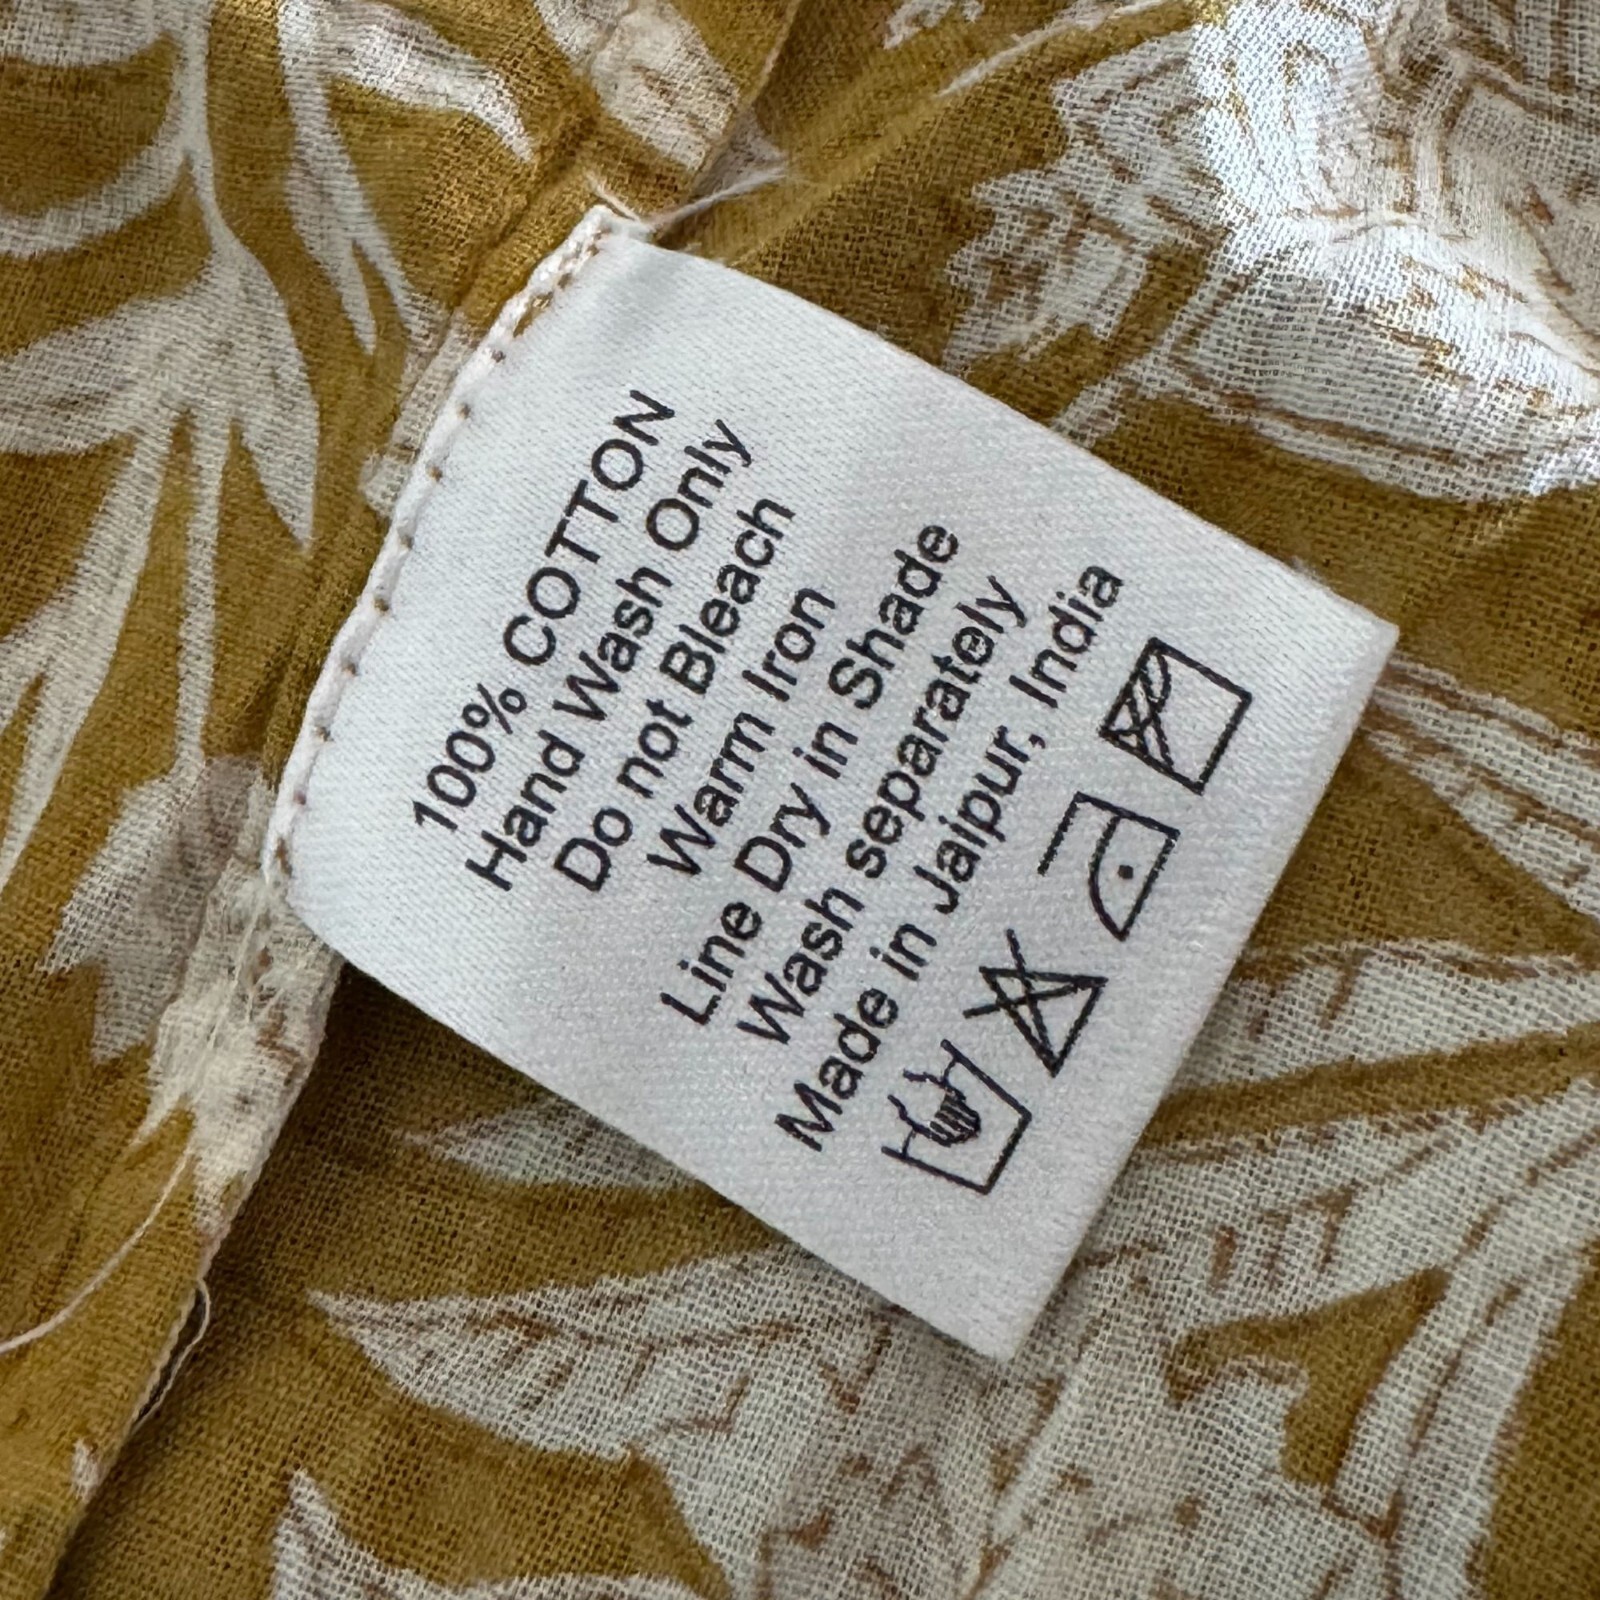 100% COTTON
Hand Wash Only
Do not Bleach
Warm Iron
Line Dry in Shade
Wash separately
Made in Jaipur, India